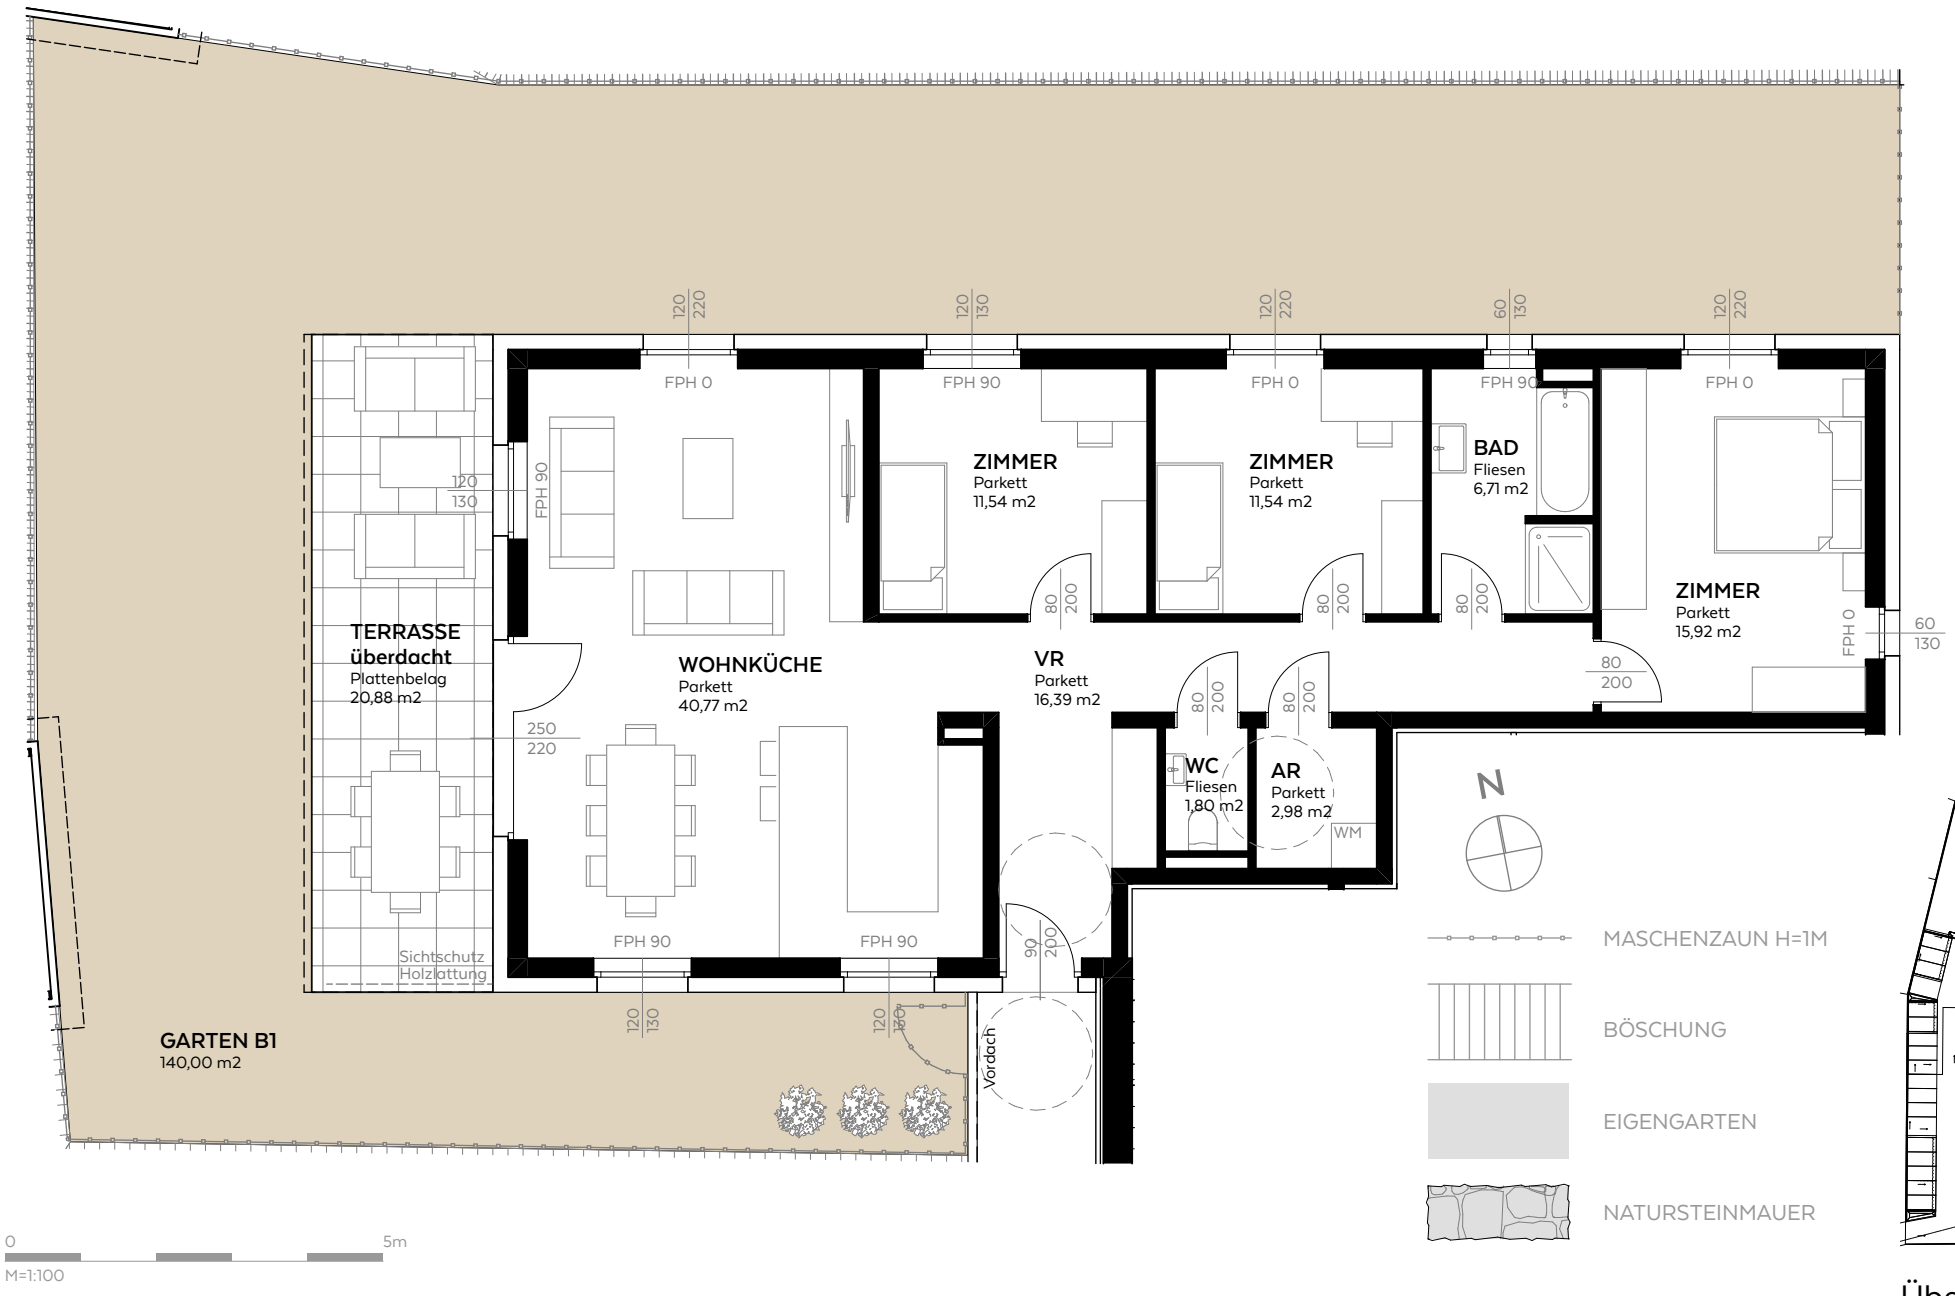 120
220
120
130
120
220
60
130
120
220
FPH 0
FPH 90
FPH 0
FPH 90
FPH 0
120
130
FPH 90
ZIMMER
Parkett
11,54 m2
ZIMMER
Parkett
11,54 m2
BAD
Fliesen
6,71 m2
ZIMMER
Parkett
15,92 m2
FPH 0
60
130
80
200
80
200
80
200
TERRASSE
überdacht
Plattenbelag
20,88 m2
WOHNKÜCHE
Parkett
40,77 m2
VR
Parkett
16,39 m2
80
200
80
200
80
200
250
220
WC
Fliesen
1,80 m2
AR
Parkett
2,98 m2
WM
N
Sichtschutz
Holzlattung
FPH 90
FPH 90
90
200
120
130
120
130
Vordach
GARTEN B1
140,00 m2
MASCHENZAUN H=1M
BÖSCHUNG
EIGENGARTEN
NATURSTEINMAUER
0
5m
M=1:100